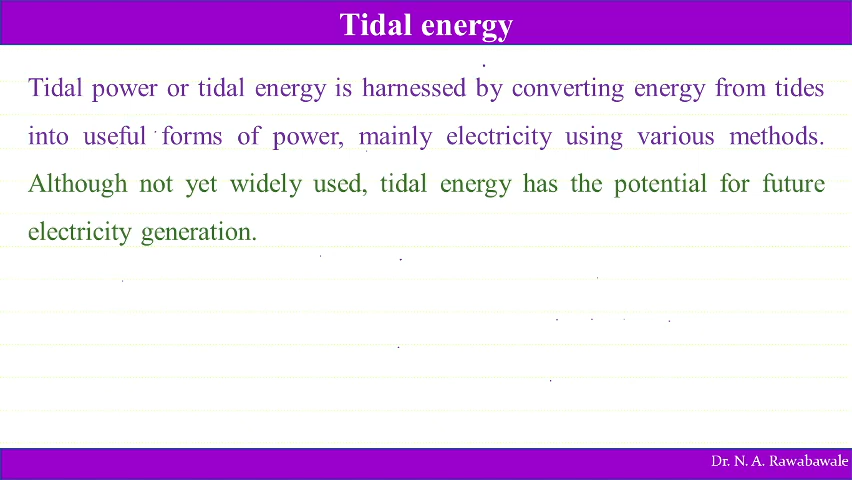 Tidal energy
Tidal power or tidal energy is harnessed by converting energy from tides
into useful forms of power, mainly electricity using various methods.
Although not yet widely used, tidal energy has the potential for future
electricity generation.
Dr. N. A. Rawabawale